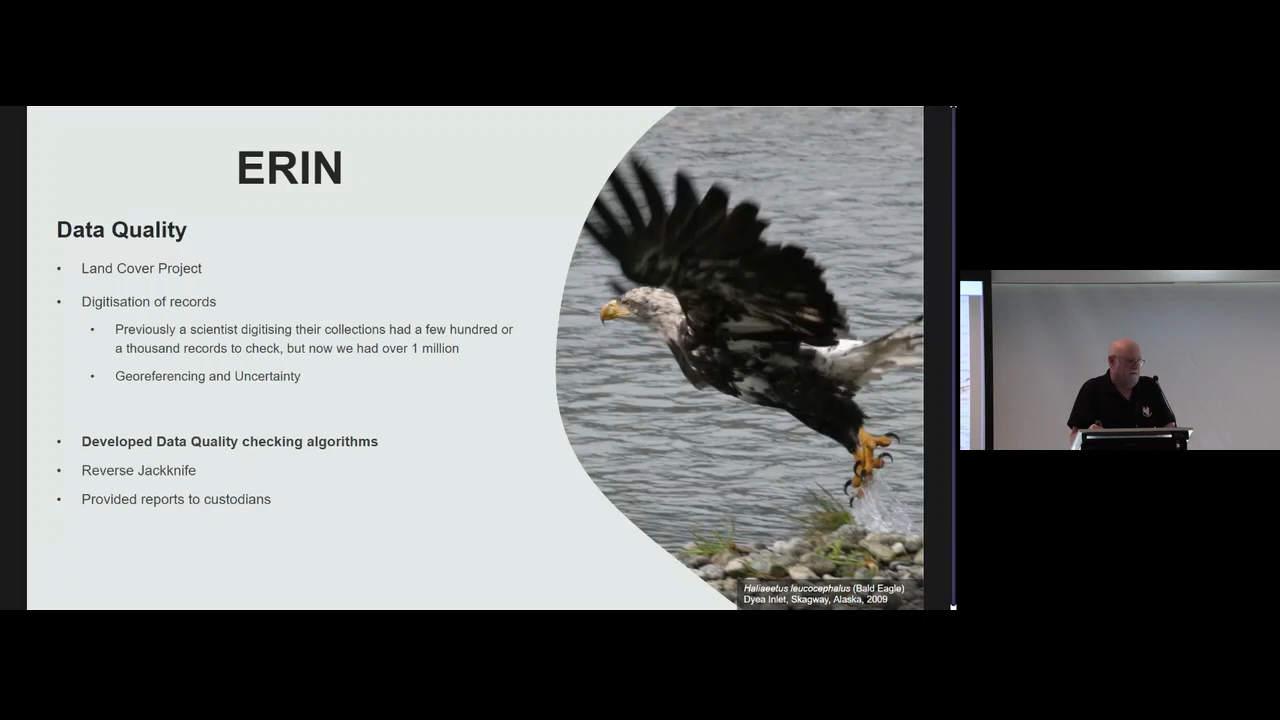 ERIN
Data Quality
• Land Cover Project
• Digitisation of records
• Previously a scientist digitising their collections had a few hundred or
a thousand records to check, but now we had over 1 million
• Georeferencing and Uncertainty
• Developed Data Quality checking algorithms
• Reverse Jackknife
• Provided reports to custodians
Haliaeetus leucocephalus (Bald Eagle)
Dyea Inlet, Skagway, Alaska, 2009